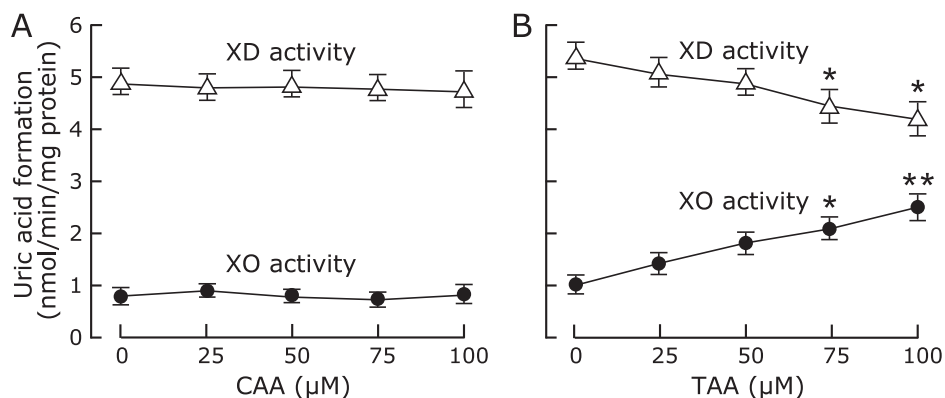 A
B
Uric acid formation
(nmol/min/mg protein)
6
5
4
3
2
1
0
XD activity
XO activity
0 25 50 75 100
CAA (μM)
XD activity
*
*
XO activity
*
**
0 25 50 75 100
TAA (μM)